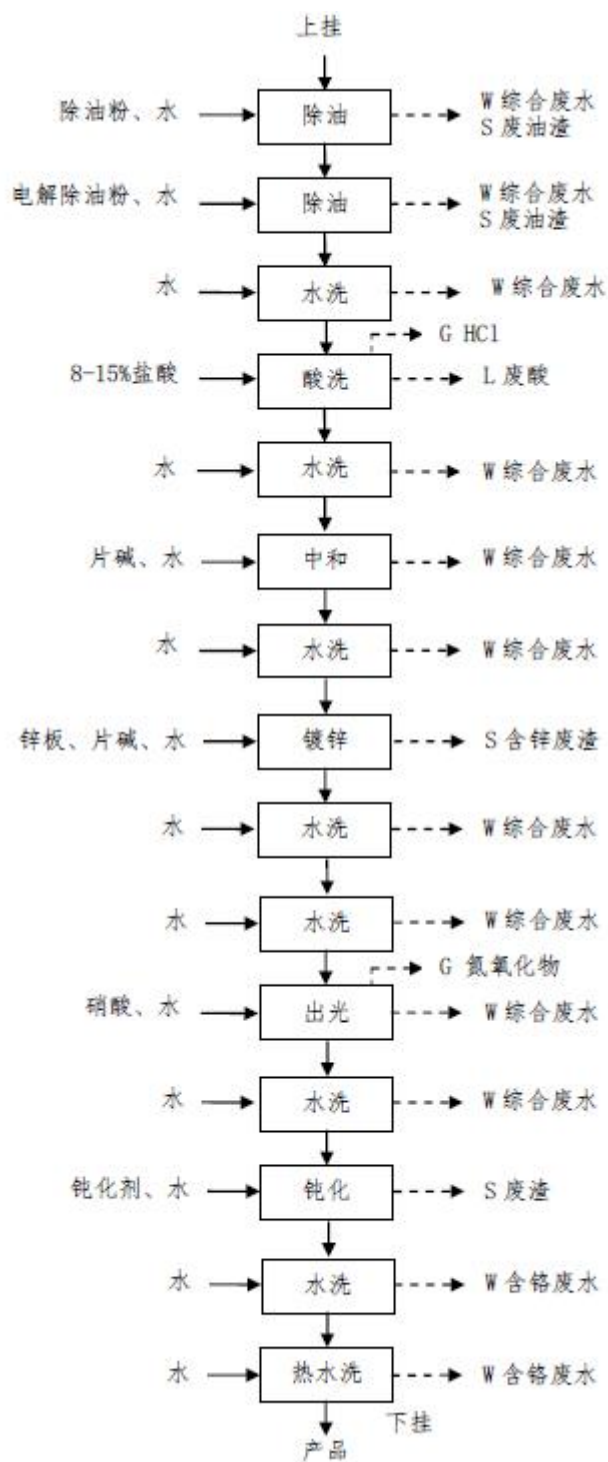 上挂
除油粉、水
除油
W 综合废水
S 废油渣
电解除油粉、水
除油
W 综合废水
S 废油渣
水
水洗
W 综合废水
G HCl
8-15%盐酸
酸洗
L 废酸
水
水洗
W 综合废水
片碱、水
中和
W 综合废水
水
水洗
W 综合废水
锌板、片碱、水
镀锌
S 含锌废渣
水
水洗
W 综合废水
水
水洗
W 综合废水
G 氮氧化物
硝酸、水
出光
W 综合废水
水
水洗
W 综合废水
钝化剂、水
钝化
S 废渣
水
水洗
W 含铬废水
水
热水洗
W 含铬废水
下挂
产品